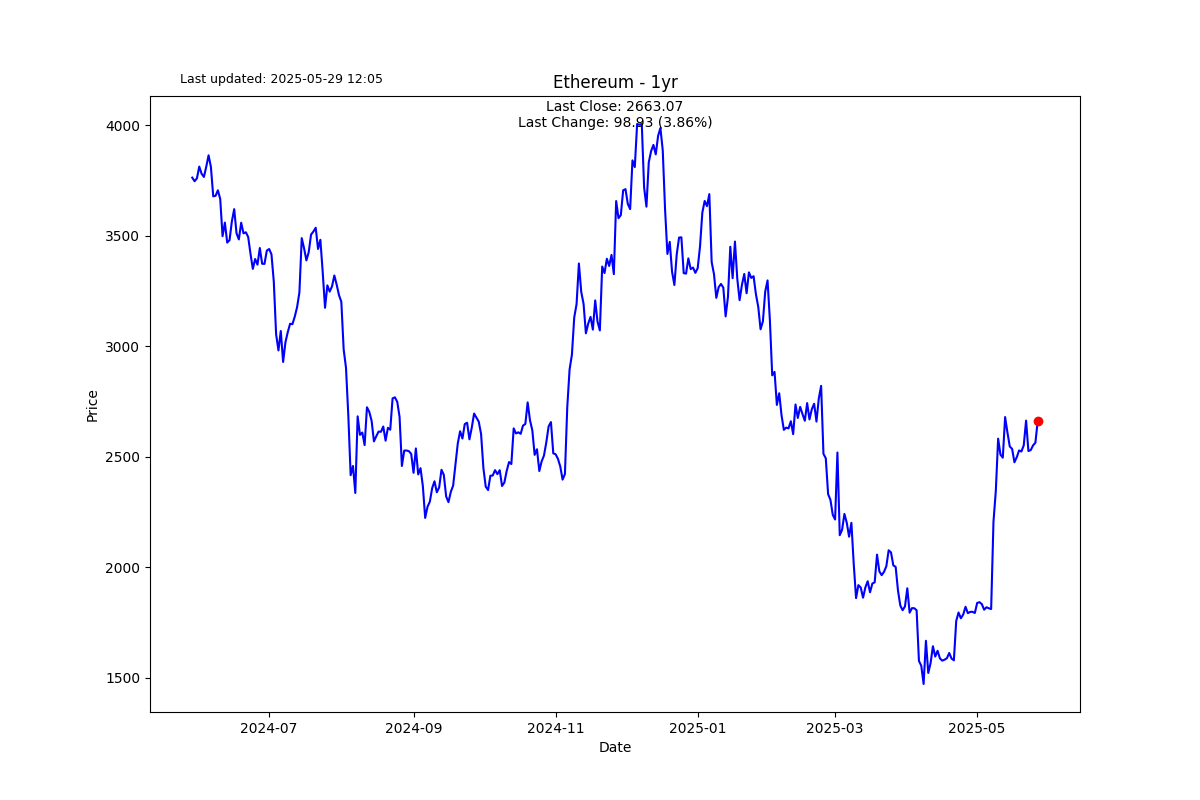 Last updated: 2025-05-29 12:05
Ethereum - 1yr
Last Close: 2663.07
Last Change: 98.93 (3.86%)
4000
3500
3000
2500
2000
1500
Price
2024-07
2024-09
2024-11
2025-01
2025-03
2025-05
Date